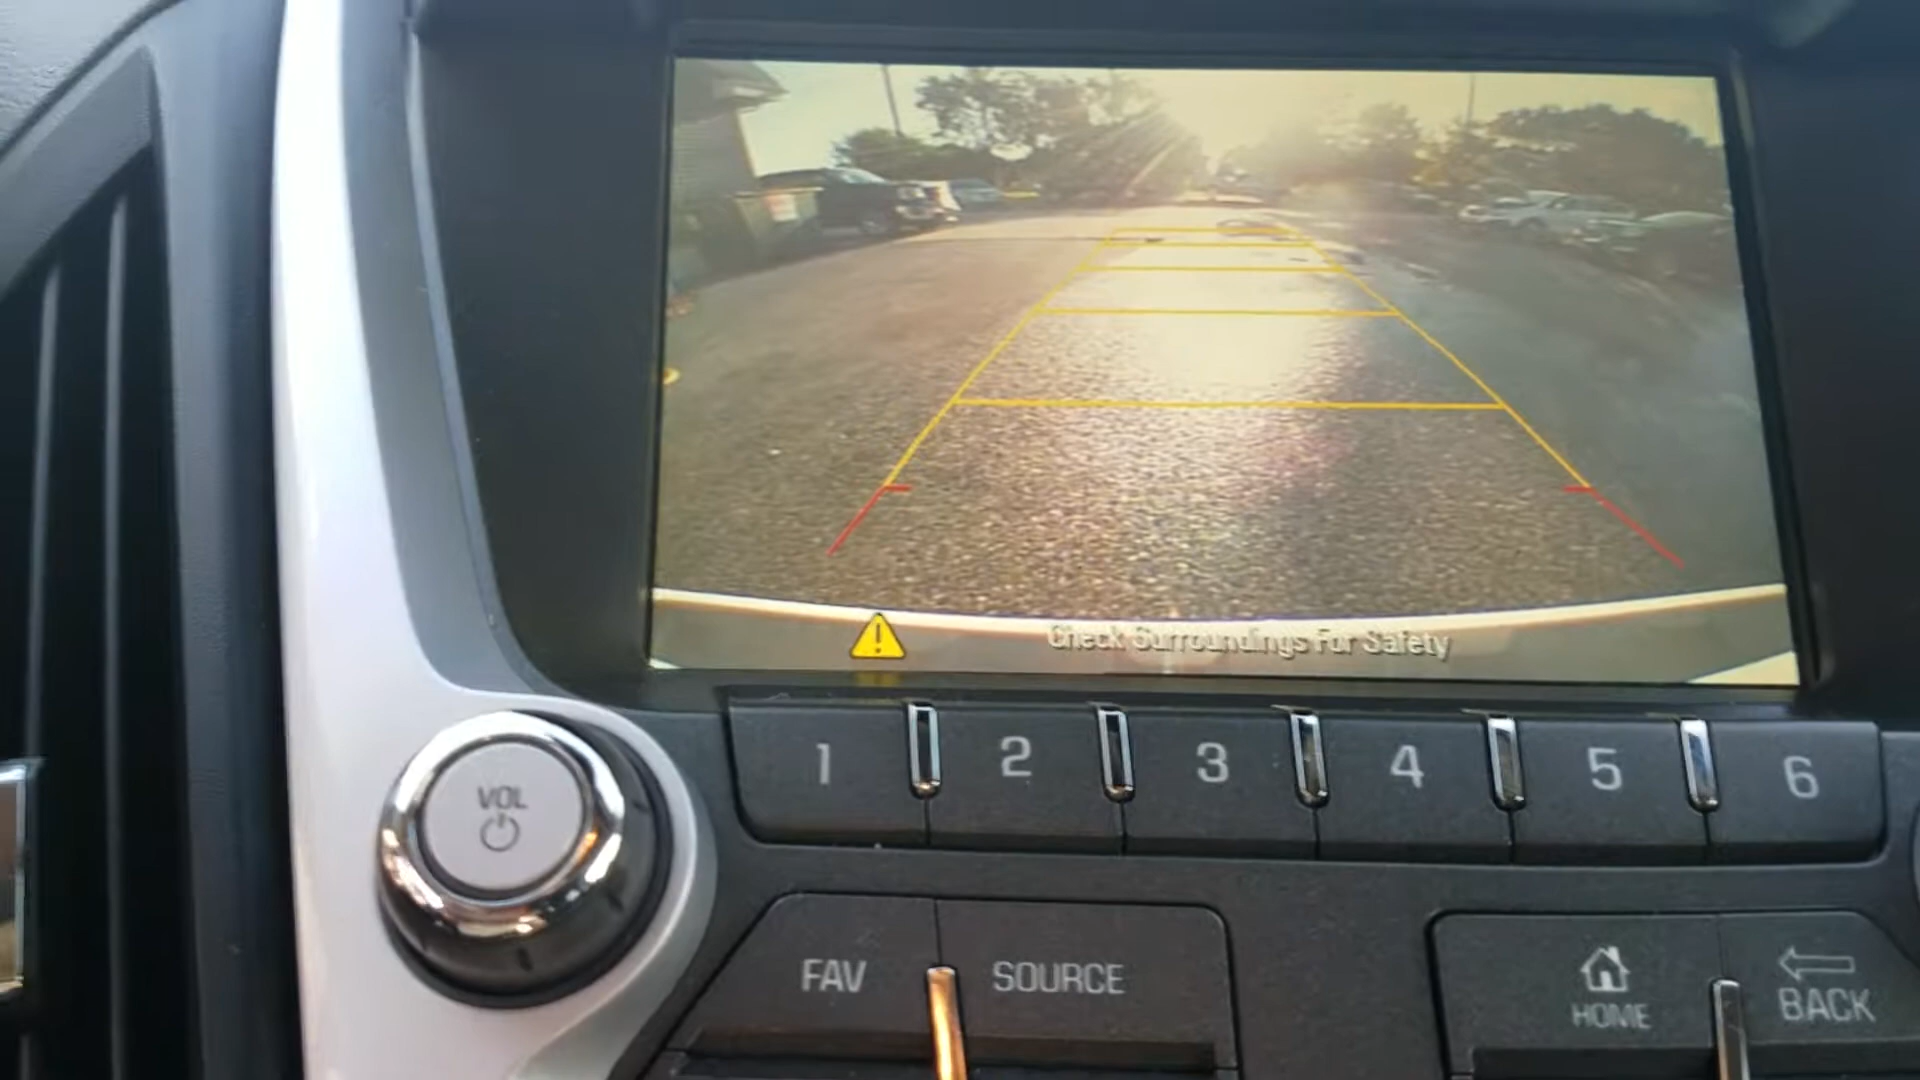 Check Surroundings For Safety
1 2 3 4 5 6
VOL
FAV SOURCE
HOME
BACK